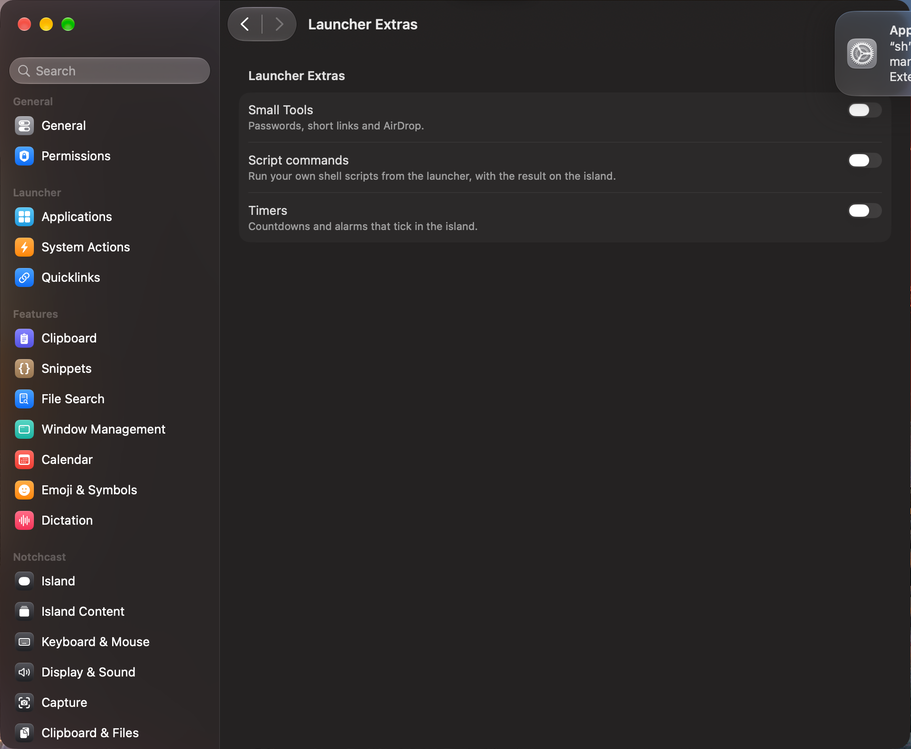 Launcher Extras
Search
General
General
Permissions
Launcher
Applications
System Actions
Quicklinks
Features
Clipboard
Snippets
File Search
Window Management
Calendar
Emoji & Symbols
Dictation
Notchcast
Island
Island Content
Keyboard & Mouse
Display & Sound
Capture
Clipboard & Files
Launcher Extras
Small Tools
Passwords, short links and AirDrop.
Script commands
Run your own shell scripts from the launcher, with the result on the island.
Timers
Countdowns and alarms that tick in the island.
“sh”